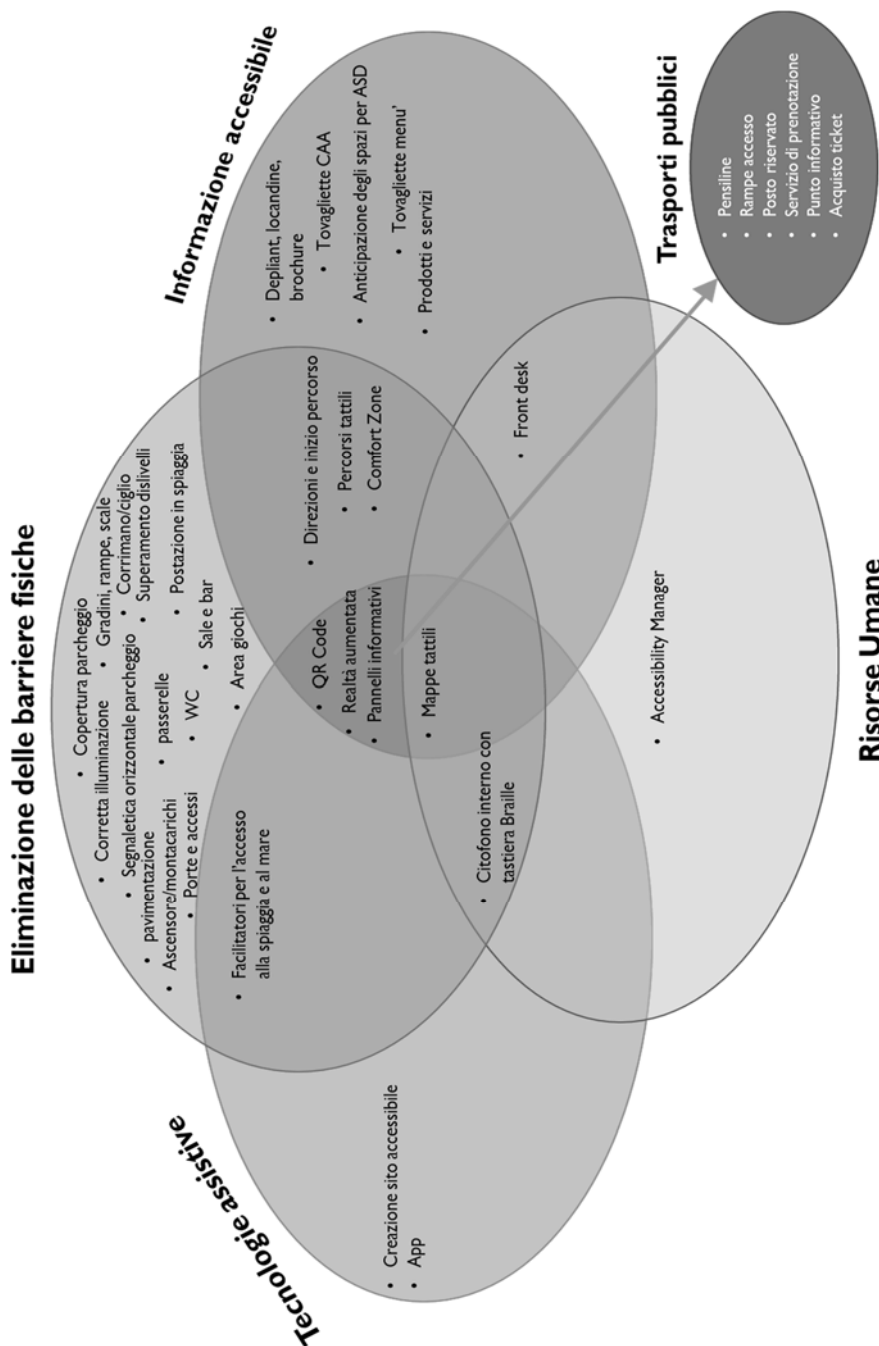 Eliminazione delle barriere fisiche
• Copertura parcheggio
• Corretta illuminazione
• Gradini, rampe, scale
• Segnaletica orizzontale parcheggio
• Corrimano/ciglio
• pavimentazione
• passerelle
• Superamento dislivelli
• Ascensore/montacarichi
• WC
• Postazione in spiaggia
• Porte e accessi
• Sale e bar
• Area giochi
Tecnologie assistive
• Facilitatori per l'accesso
alla spiaggia e al mare
• Creazione sito accessibile
• App
Informazione accessibile
• Depliant, locandine,
brochure
• Tovagliette CAA
• Anticipazione degli spazi per ASD
• Tovagliette menu'
• Prodotti e servizi
• Direzioni e inizio percorso
• Percorsi tattili
• Comfort Zone
• QR Code
• Realtà aumentata
• Pannelli informativi
• Mappe tattili
• Citofono interno con
tastiera Braille
• Front desk
• Accessibility Manager
Risorse Umane
Trasporti pubblici
• Pensiline
• Rampe accesso
• Posto riservato
• Servizio di prenotazione
• Punto informativo
• Acquisto ticket